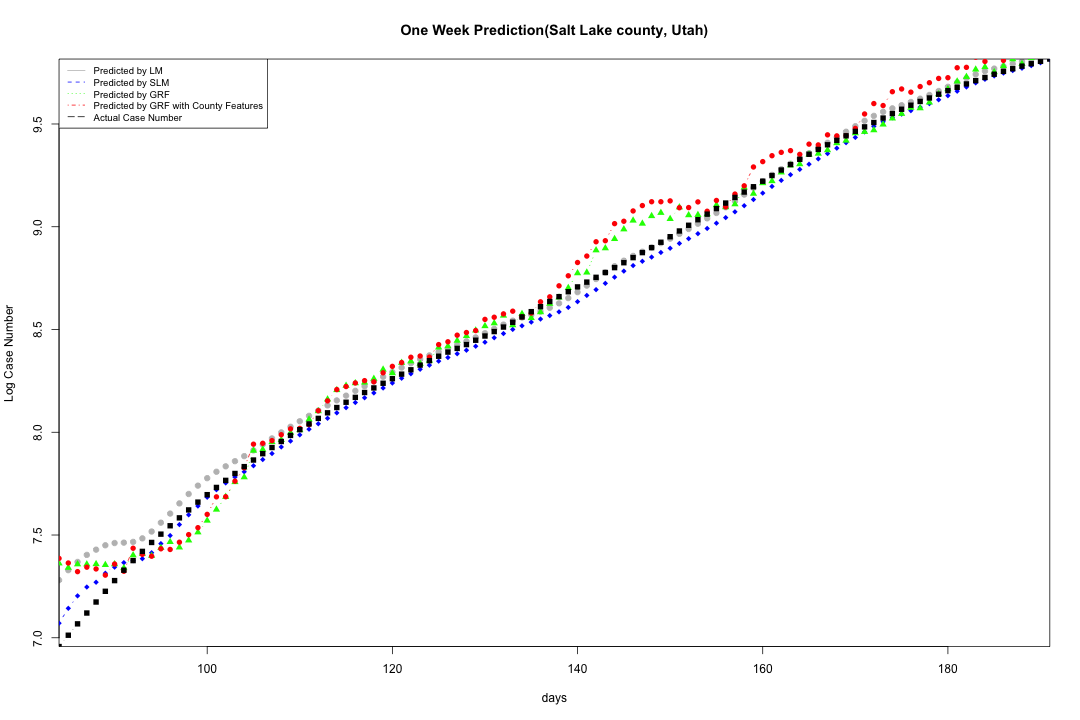 One Week Prediction(Salt Lake county, Utah)
Predicted by LM
Predicted by SLM
Predicted by GRF
Predicted by GRF with County Features
Actual Case Number
9.5
9.0
8.5
8.0
7.5
7.0
Log Case Number
100
120
140
160
180
days